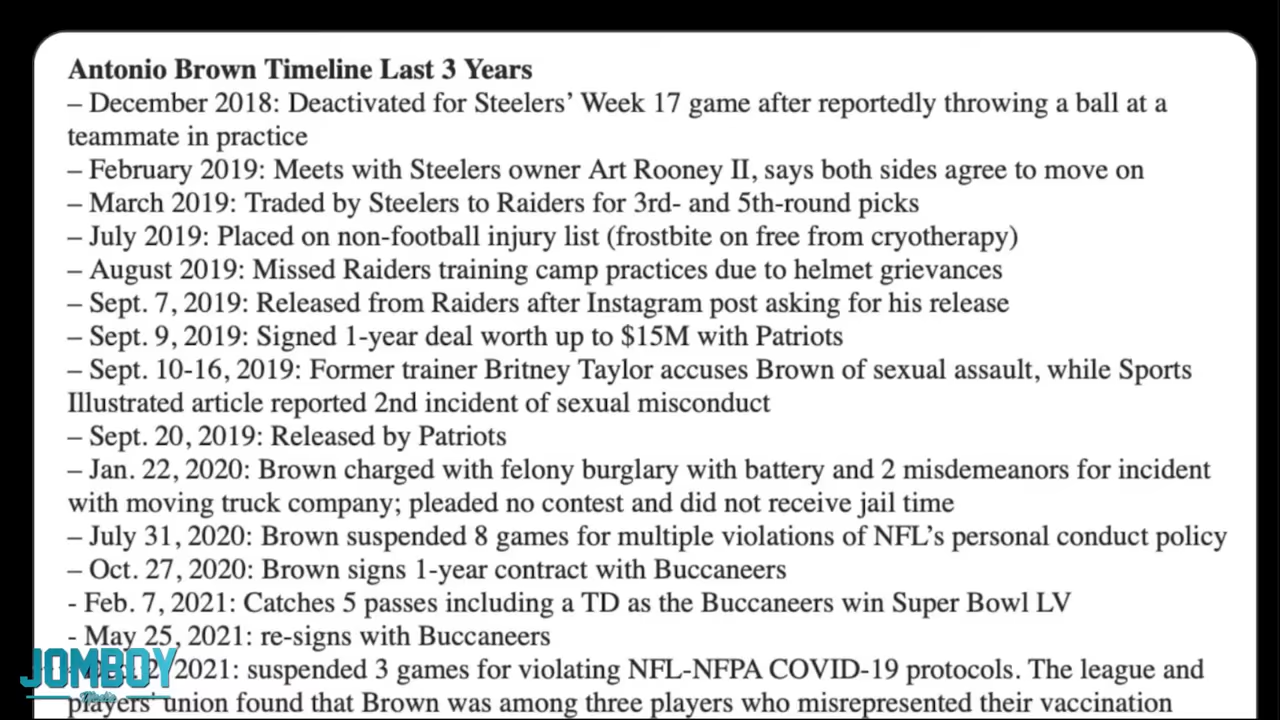 Antonio Brown Timeline Last 3 Years
– December 2018: Deactivated for Steelers’ Week 17 game after reportedly throwing a ball at a
teammate in practice
– February 2019: Meets with Steelers owner Art Rooney II, says both sides agree to move on
– March 2019: Traded by Steelers to Raiders for 3rd- and 5th-round picks
– July 2019: Placed on non-football injury list (frostbite on free from cryotherapy)
– August 2019: Missed Raiders training camp practices due to helmet grievances
– Sept. 7, 2019: Released from Raiders after Instagram post asking for his release
– Sept. 9, 2019: Signed 1-year deal worth up to $15M with Patriots
– Sept. 10-16, 2019: Former trainer Britney Taylor accuses Brown of sexual assault, while Sports
Illustrated article reported 2nd incident of sexual misconduct
– Sept. 20, 2019: Released by Patriots
– Jan. 22, 2020: Brown charged with felony burglary with battery and 2 misdemeanors for incident
with moving truck company; pleaded no contest and did not receive jail time
– July 31, 2020: Brown suspended 8 games for multiple violations of NFL’s personal conduct policy
– Oct. 27, 2020: Brown signs 1-year contract with Buccaneers
- Feb. 7, 2021: Catches 5 passes including a TD as the Buccaneers win Super Bowl LV
- May 25, 2021: re-signs with Buccaneers
2021: suspended 3 games for violating NFL-NFPA COVID-19 protocols. The league and
players’ union found that Brown was among three players who misrepresented their vaccination
JOMBOY
Media